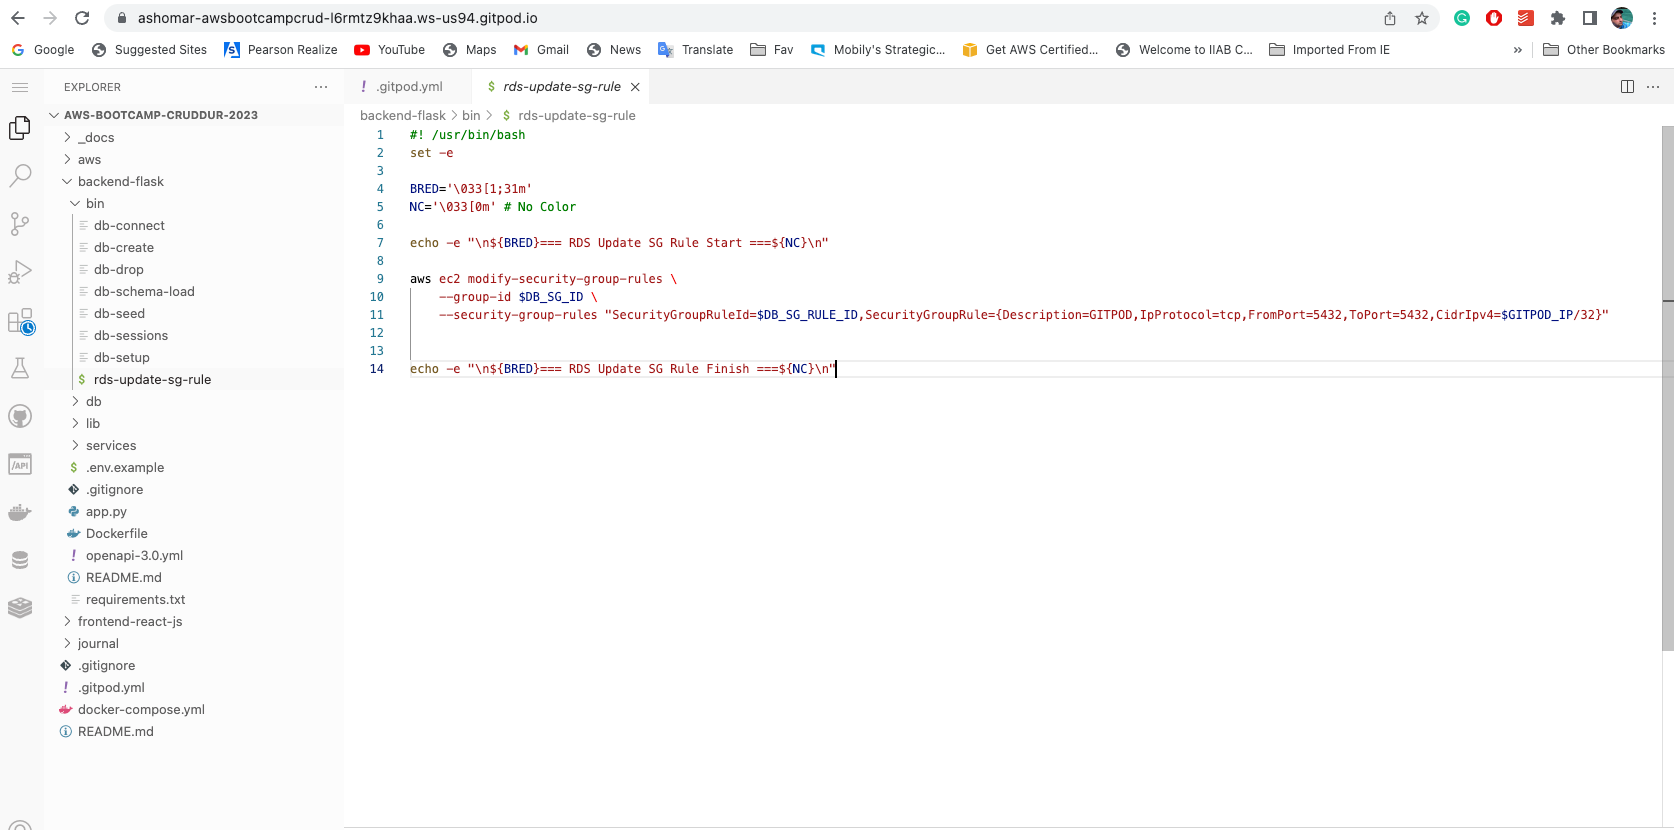 ashomar-awsbootcampcrud-l6rmtz9khaa.ws-us94.gitpod.io
Google Suggested Sites Pearson Realize YouTube Maps Gmail News Translate Fav Mobily's Strategic... Get AWS Certified... Welcome to IIAB C... Imported From IE » Other Bookmarks
EXPLORER
AWS-BOOTCAMP-CRUDDUR-2023
_docs
aws
backend-flask
bin
db-connect
db-create
db-drop
db-schema-load
db-seed
db-sessions
db-setup
$ rds-update-sg-rule
db
lib
services
$ .env.example
.gitignore
app.py
Dockerfile
! openapi-3.0.yml
README.md
requirements.txt
frontend-react-js
journal
.gitignore
! .gitpod.yml
docker-compose.yml
README.md
! .gitpod.yml $ rds-update-sg-rule
backend-flask > bin > $ rds-update-sg-rule
1 #! /usr/bin/bash
2 set -e
3
4 BRED='\033[1;31m'
5 NC='\033[0m' # No Color
6
7 echo -e "\n${BRED}=== RDS Update SG Rule Start ===${NC}\n"
8
9 aws ec2 modify-security-group-rules \
10 --group-id $DB_SG_ID \
11 --security-group-rules "SecurityGroupRuleId=$DB_SG_RULE_ID,SecurityGroupRule={Description=GITPOD,IpProtocol=tcp,FromPort=5432,ToPort=5432,CidrIpv4=$GITPOD_IP/32}"
12
13
14 echo -e "\n${BRED}=== RDS Update SG Rule Finish ===${NC}\n"
/API